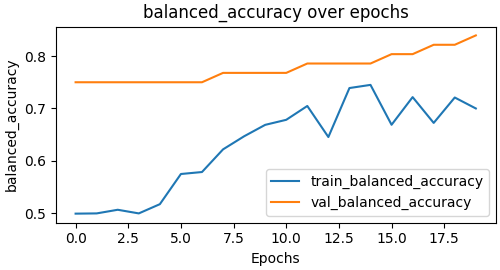 balanced_accuracy over epochs
balanced_accuracy
0.8
0.7
0.6
0.5
train_balanced_accuracy
val_balanced_accuracy
0.0 2.5 5.0 7.5 10.0 12.5 15.0 17.5
Epochs